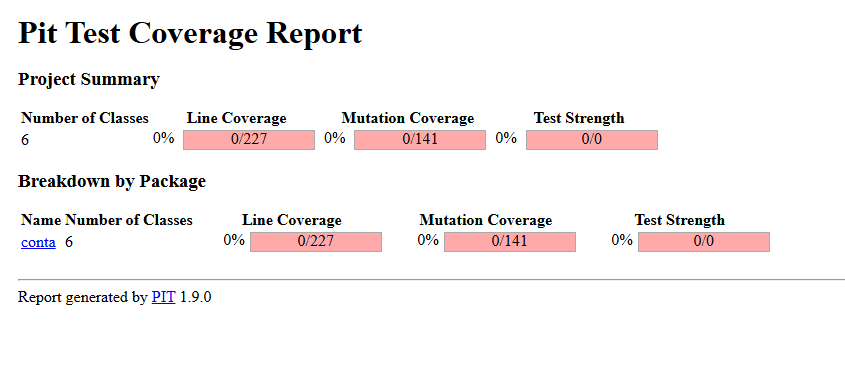 Pit Test Coverage Report
Project Summary
Number of Classes Line Coverage Mutation Coverage Test Strength
6 0% 0/227 0% 0/141 0% 0/0
Breakdown by Package
Name Number of Classes Line Coverage Mutation Coverage Test Strength
conta 6 0% 0/227 0% 0/141 0% 0/0
Report generated by PIT 1.9.0